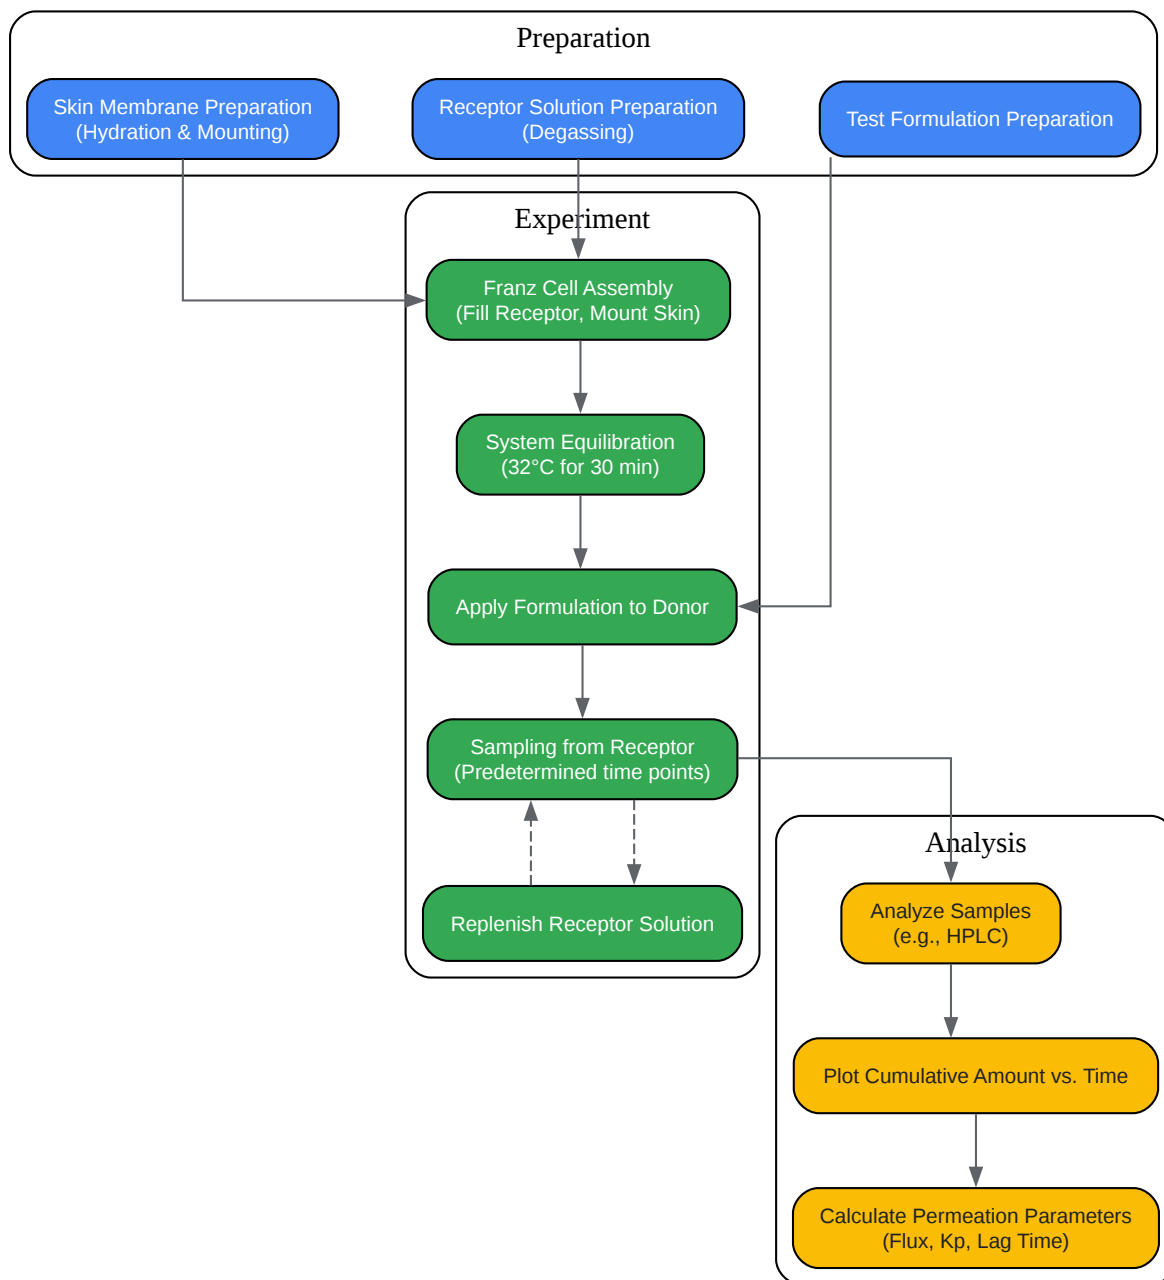 Preparation
Skin Membrane Preparation
(Hydration & Mounting)
Receptor Solution Preparation
(Degassing)
Test Formulation Preparation
Experiment
Franz Cell Assembly
(Fill Receptor, Mount Skin)
System Equilibration
(32°C for 30 min)
Apply Formulation to Donor
Sampling from Receptor
(Predetermined time points)
Replenish Receptor Solution
Analysis
Analyze Samples
(e.g., HPLC)
Plot Cumulative Amount vs. Time
Calculate Permeation Parameters
(Flux, Kp, Lag Time)